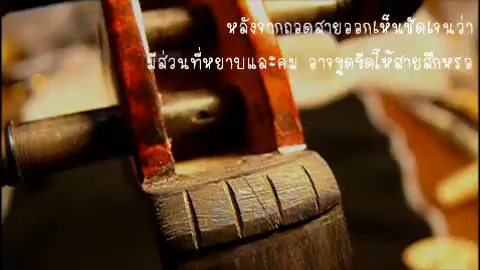 หลังจากถอดสายออกเห็นชัดเจนว่า
มีส่วนที่หยาบและคม อาจขูดขีดให้สายสึกหรอ